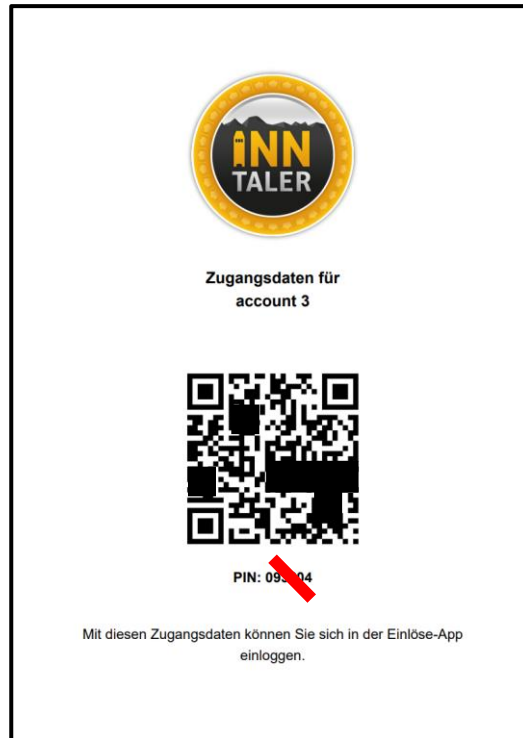 iNN
TALER
Zugangsdaten für
account 3
PIN:
Mit diesen Zugangsdaten können Sie sich in der Einlöse-App
einloggen.